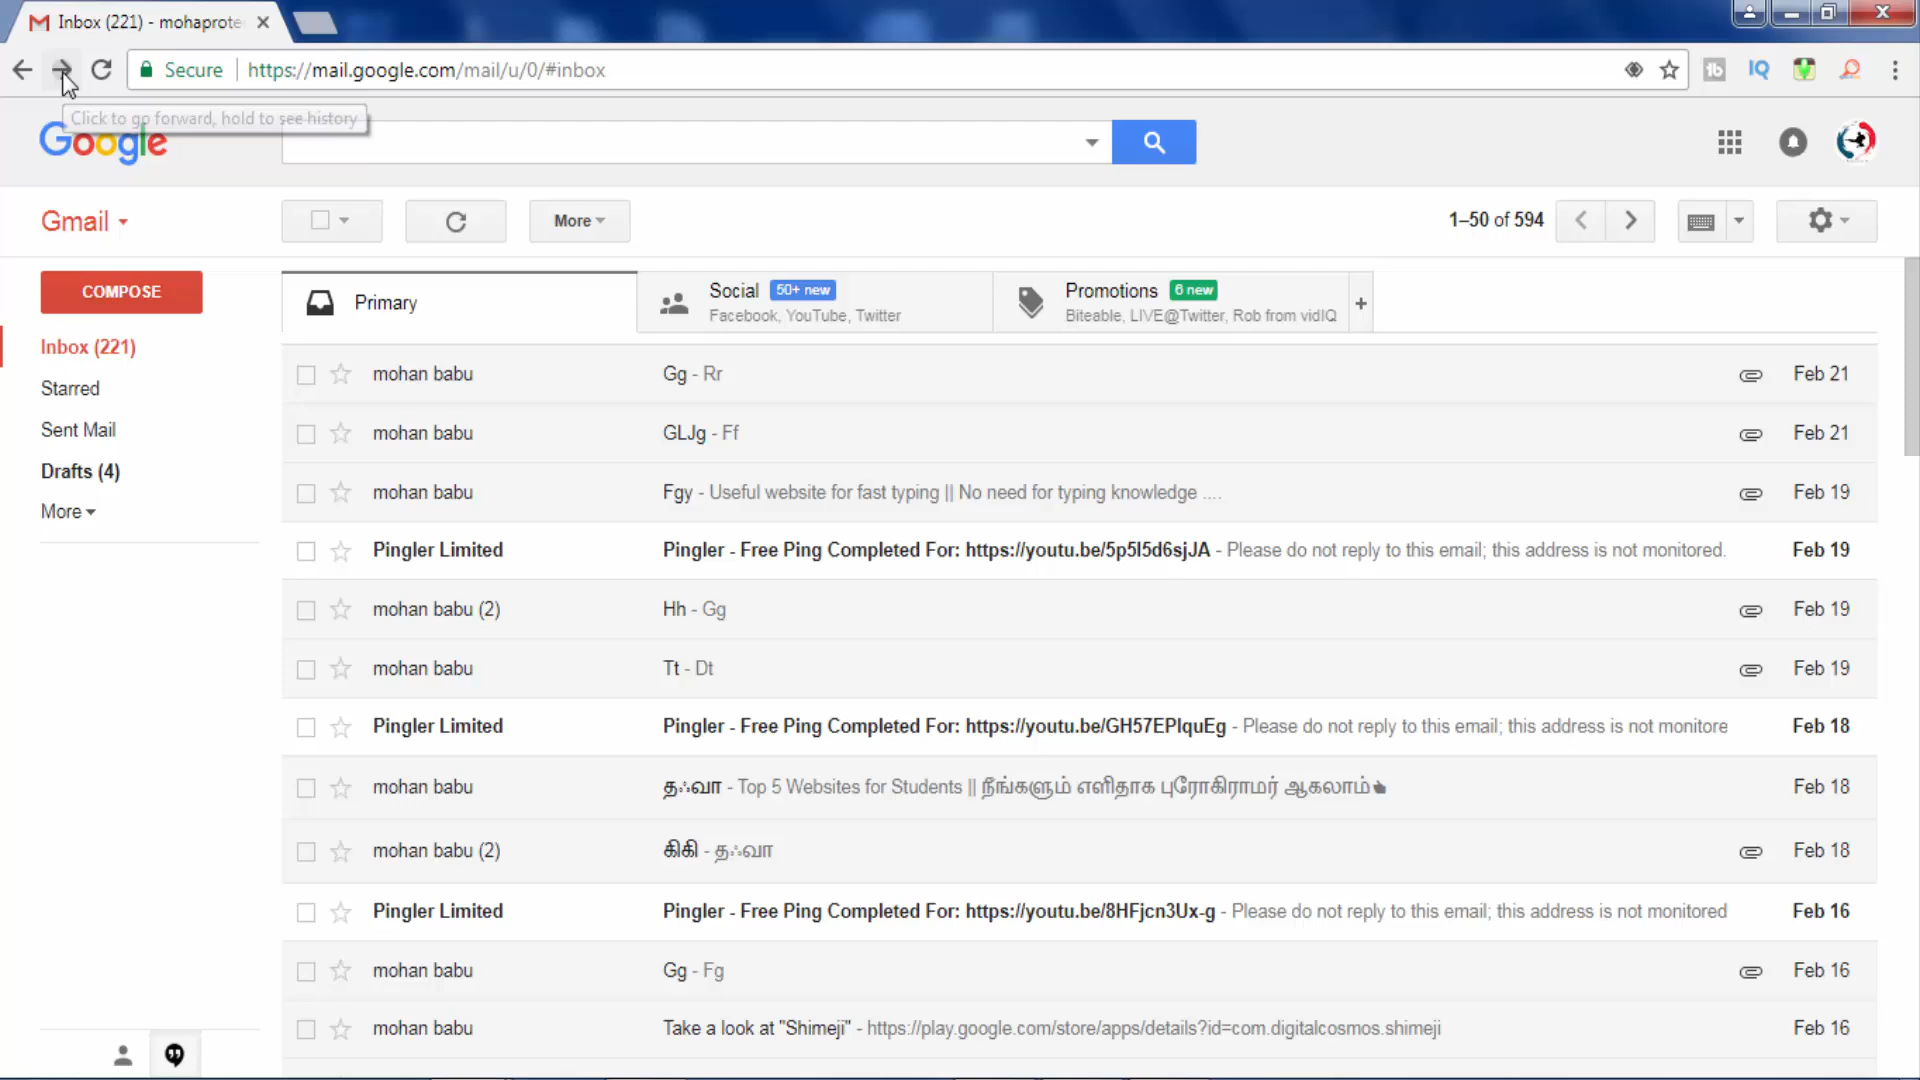 Inbox (221) - mohaprote
Secure
https://mail.google.com/mail/u/0/#inbox
IQ
Click to go forward, hold to see history
Google
Gmail
More
1–50 of 594
COMPOSE
Inbox (221)
Starred
Sent Mail
Drafts (4)
More
Primary
Social 50+ new
Facebook, YouTube, Twitter
Promotions 6 new
Biteable, LIVE@Twitter, Rob from vidIQ
+
mohan babu Gg - Rr Feb 21
mohan babu GLJg - Ff Feb 21
mohan babu Fgy - Useful website for fast typing || No need for typing knowledge .... Feb 19
Pingler Limited Pingler - Free Ping Completed For: https://youtu.be/5p5I5d6sjJA - Please do not reply to this email; this address is not monitored. Feb 19
mohan babu (2) Hh - Gg Feb 19
mohan babu Tt - Dt Feb 19
Pingler Limited Pingler - Free Ping Completed For: https://youtu.be/GH57EPlquEg - Please do not reply to this email; this address is not monitore Feb 18
mohan babu தஃவா - Top 5 Websites for Students || நீங்களும் எளிதாக புரோகிராமர் ஆகலாம் Feb 18
mohan babu (2) கிகி - தஃவா Feb 18
Pingler Limited Pingler - Free Ping Completed For: https://youtu.be/8HFjcn3Ux-g - Please do not reply to this email; this address is not monitored Feb 16
mohan babu Gg - Fg Feb 16
mohan babu Take a look at "Shimeji" - https://play.google.com/store/apps/details?id=com.digitalcosmos.shimeji Feb 16